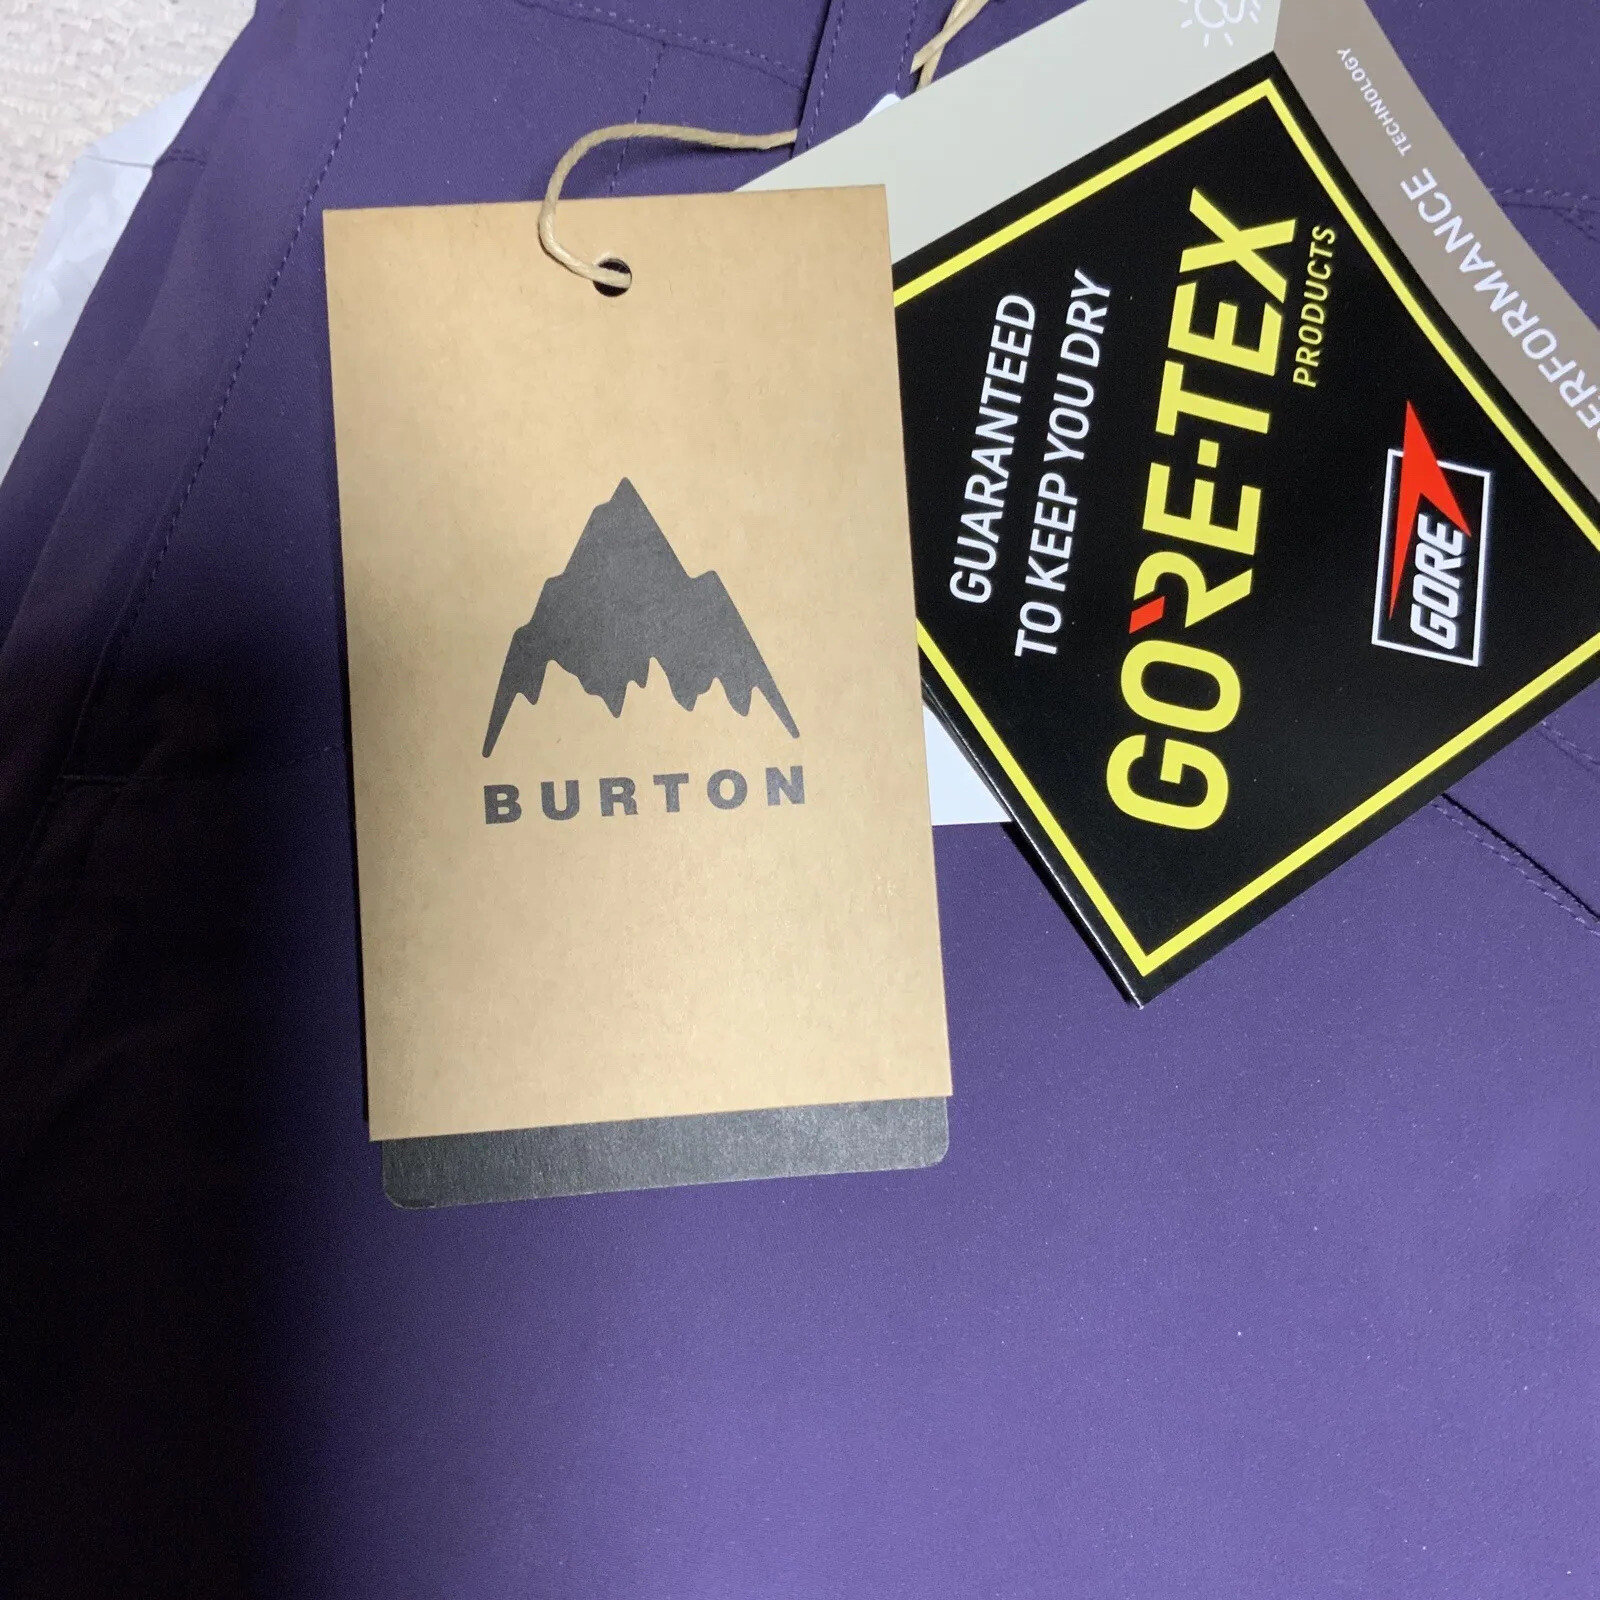 BURTON
GUARANTEED
TO KEEP YOU DRY
GORE-TEX
PRODUCTS
GORE
PERFORMANCE TECHNOLOGY